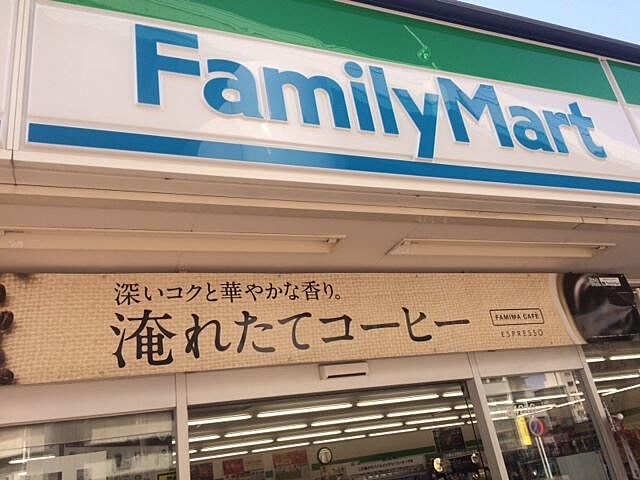 FamilyMart
深いコクと華やかな香り。
淹れたてコーヒー
FAMIMA CAFE
ESPRESSO